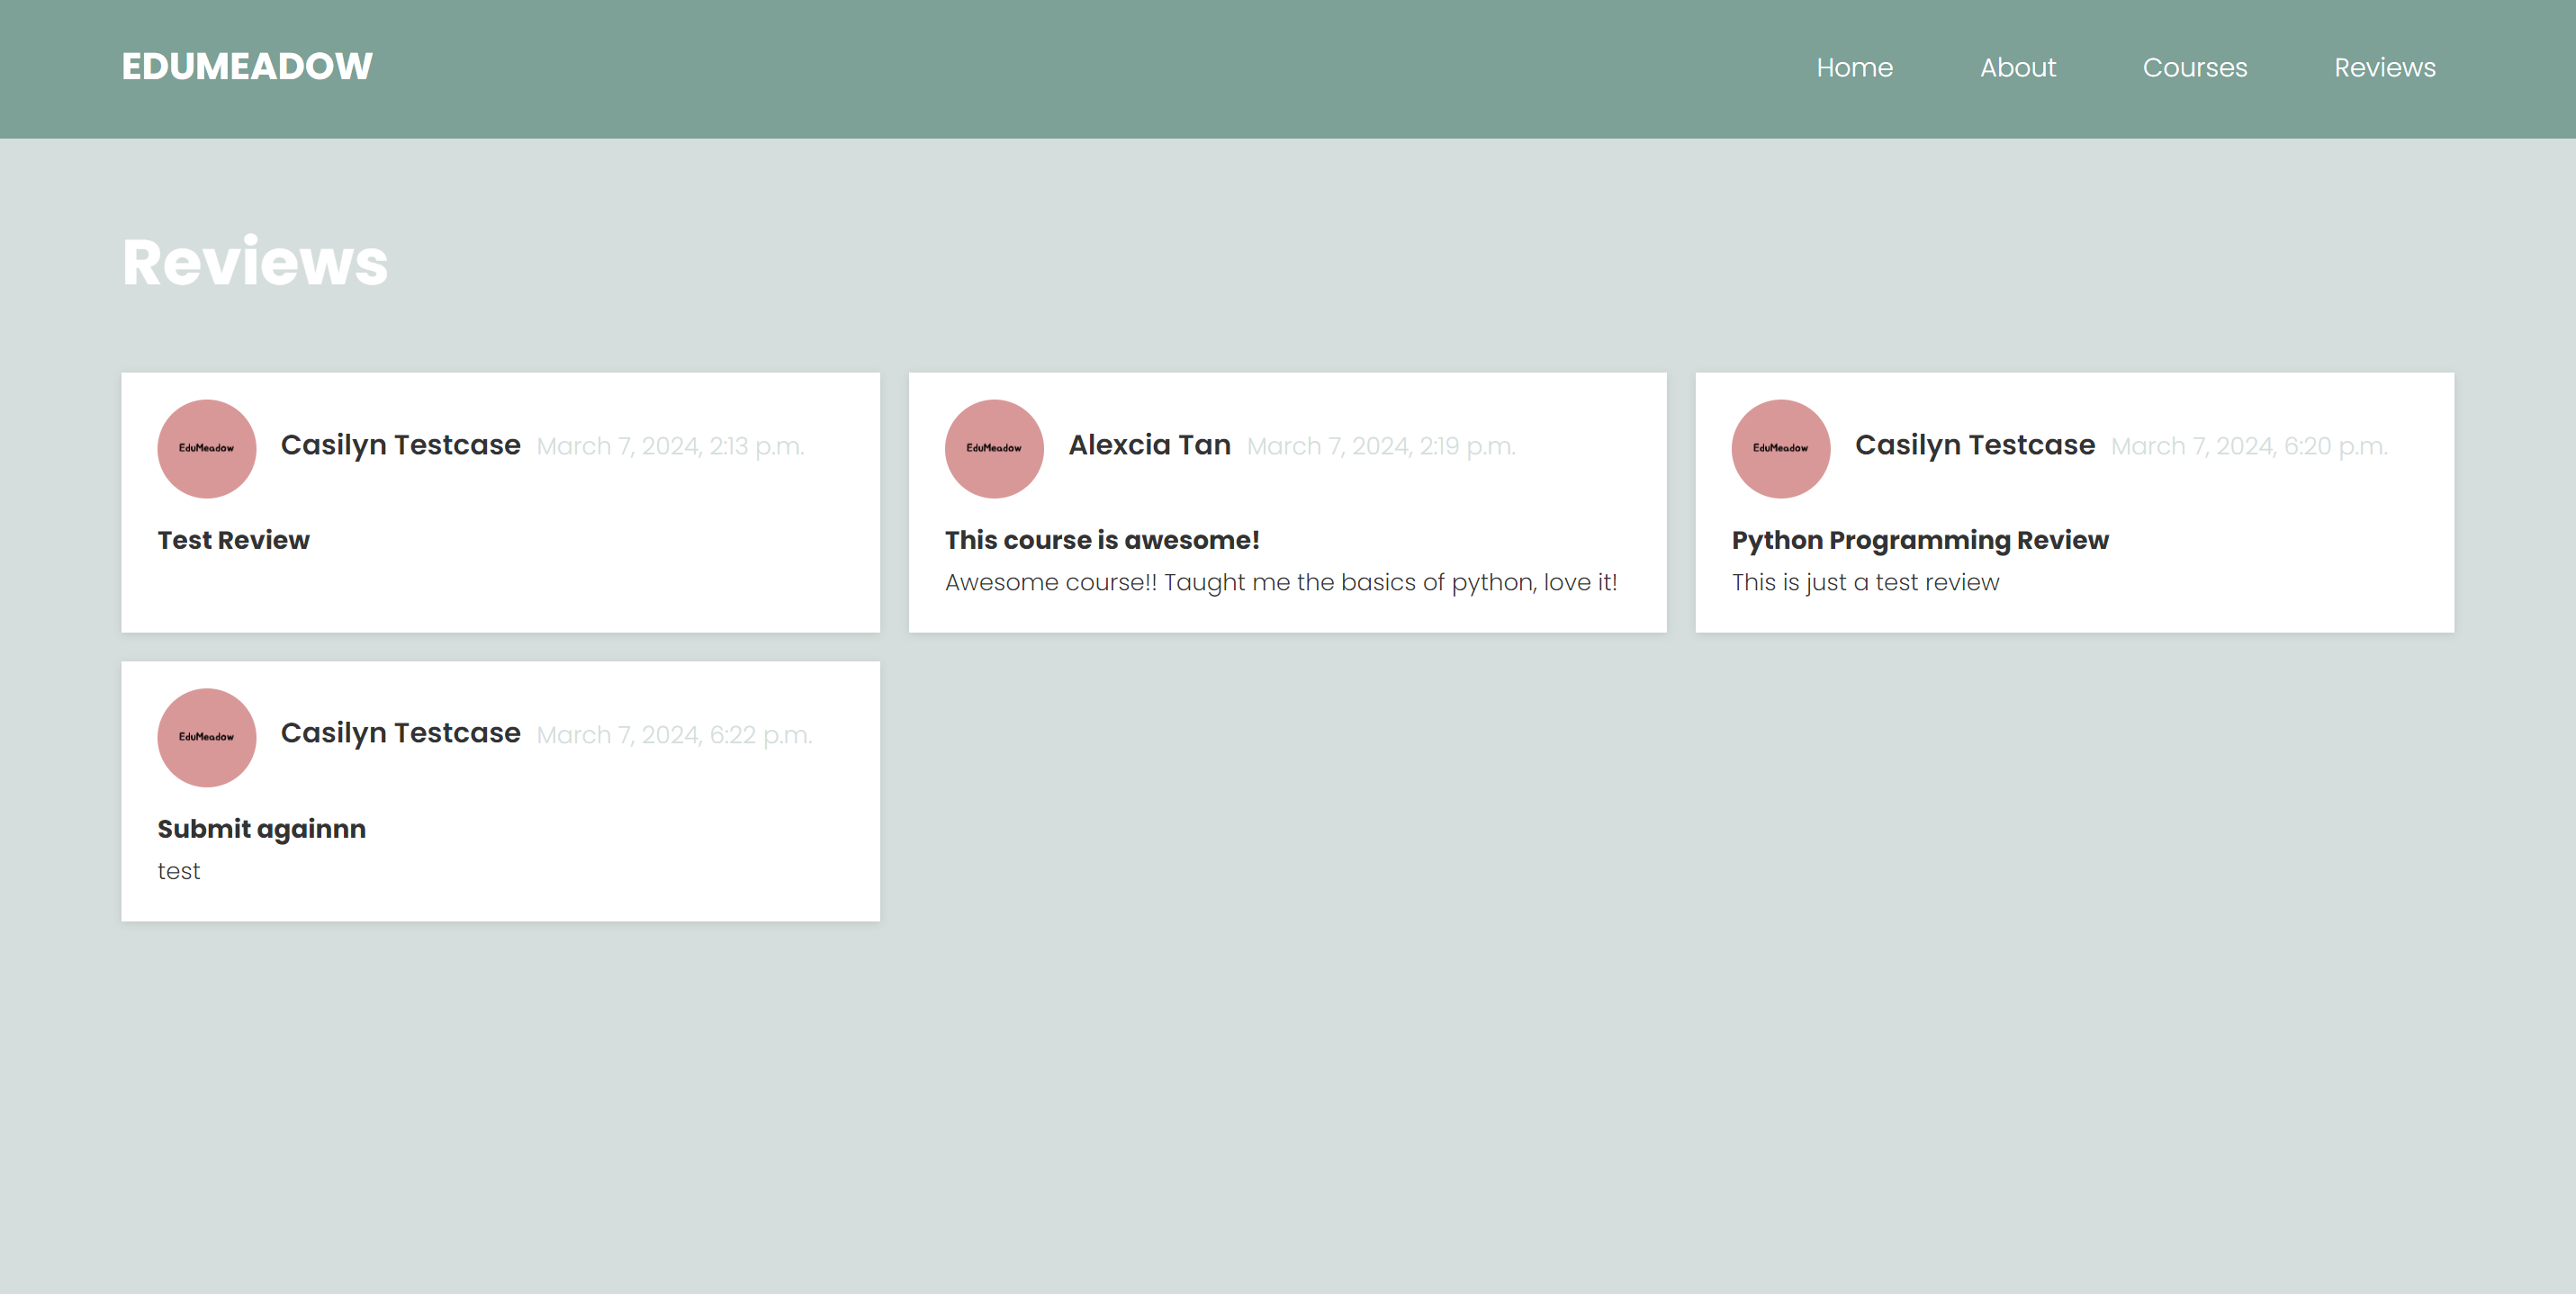 EDUMEADOW
Home About Courses Reviews
Reviews
EduMeadow
Casilyn Testcase March 7, 2024, 2:13 p.m.
Test Review
EduMeadow
Alexcia Tan March 7, 2024, 2:19 p.m.
This course is awesome!
Awesome course!! Taught me the basics of python, love it!
EduMeadow
Casilyn Testcase March 7, 2024, 6:20 p.m.
Python Programming Review
This is just a test review
EduMeadow
Casilyn Testcase March 7, 2024, 6:22 p.m.
Submit againnn
test